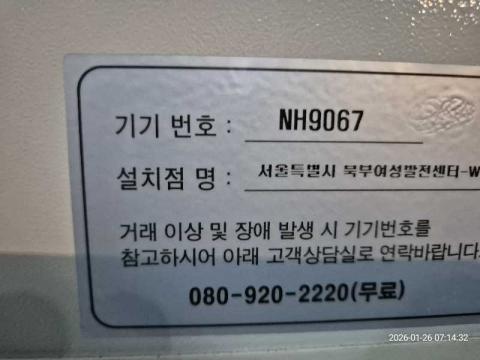 기기 번호 : NH9067
설치점 명 : 서울특별시 북부여성발전센터-W
거래 이상 및 장애 발생 시 기기번호를
참고하시어 아래 고객상담실로 연락바랍니다.
080-920-2220(무료)
2026-01-26 07:14:32